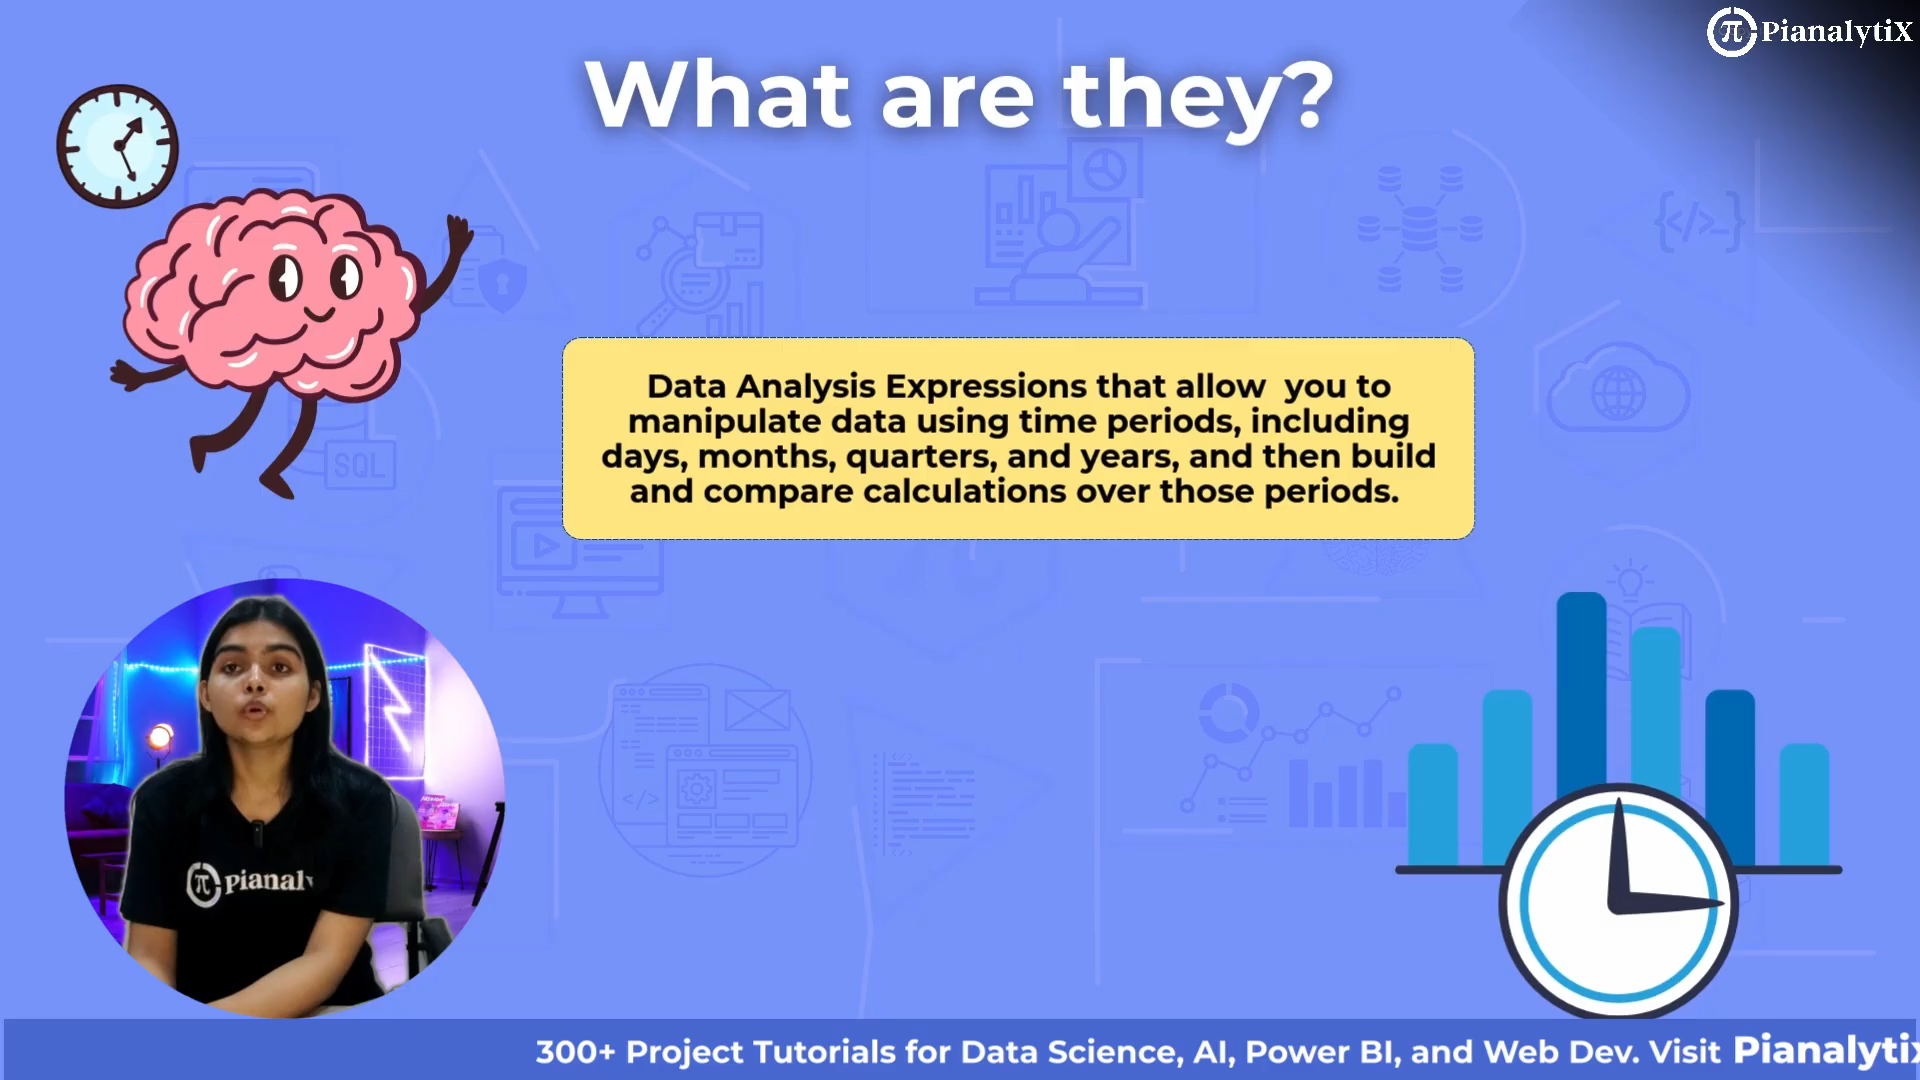 PianalytiX
What are they?
Data Analysis Expressions that allow you to
manipulate data using time periods, including
days, months, quarters, and years, and then build
and compare calculations over those periods.
SQL
</>_
</>
Pianaly
300+ Project Tutorials for Data Science, AI, Power BI, and Web Dev. Visit Pianalytix